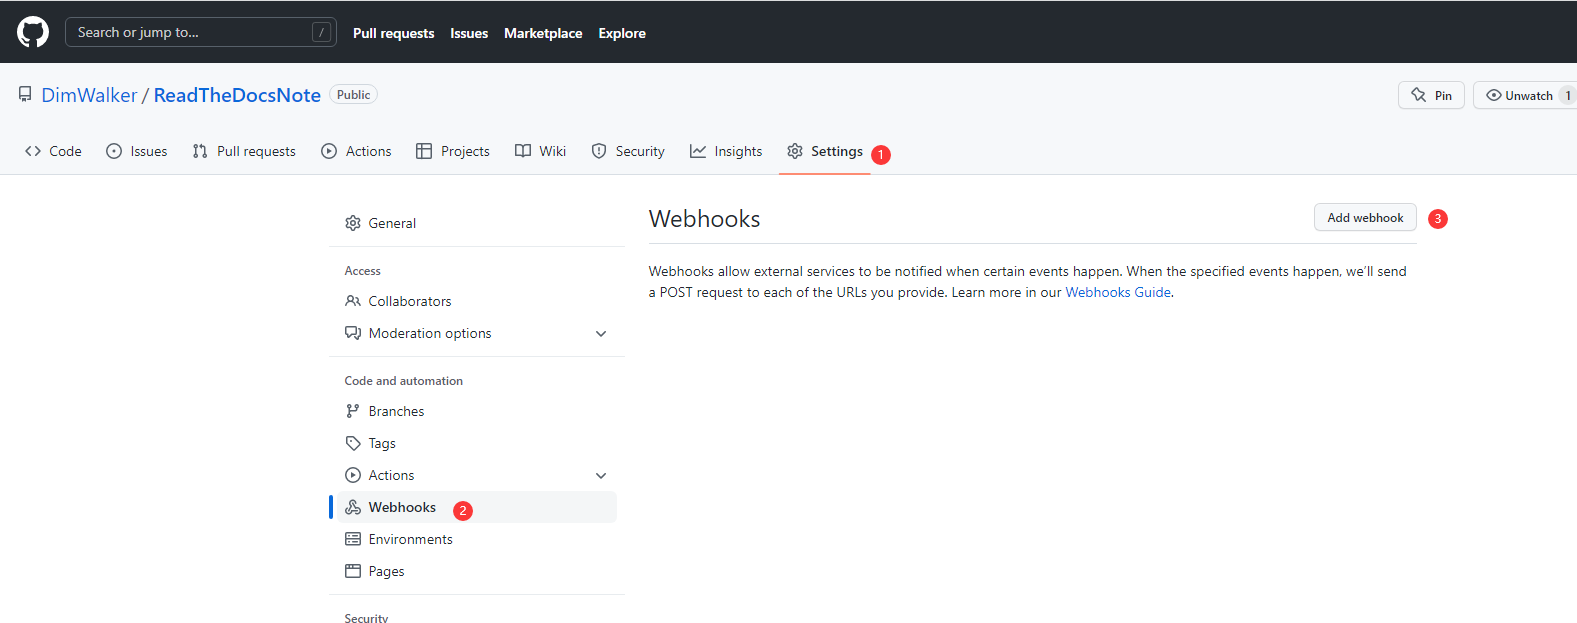 Search or jump to... /
Pull requests Issues Marketplace Explore
DimWalker / ReadTheDocsNote Public
Pin Unwatch 1
Code Issues Pull requests Actions Projects Wiki Security Insights Settings 1
General
Access
Collaborators
Moderation options
Code and automation
Branches
Tags
Actions
Webhooks 2
Environments
Pages
Security
Webhooks
Add webhook 3
Webhooks allow external services to be notified when certain events happen. When the specified events happen, we’ll send
a POST request to each of the URLs you provide. Learn more in our Webhooks Guide.